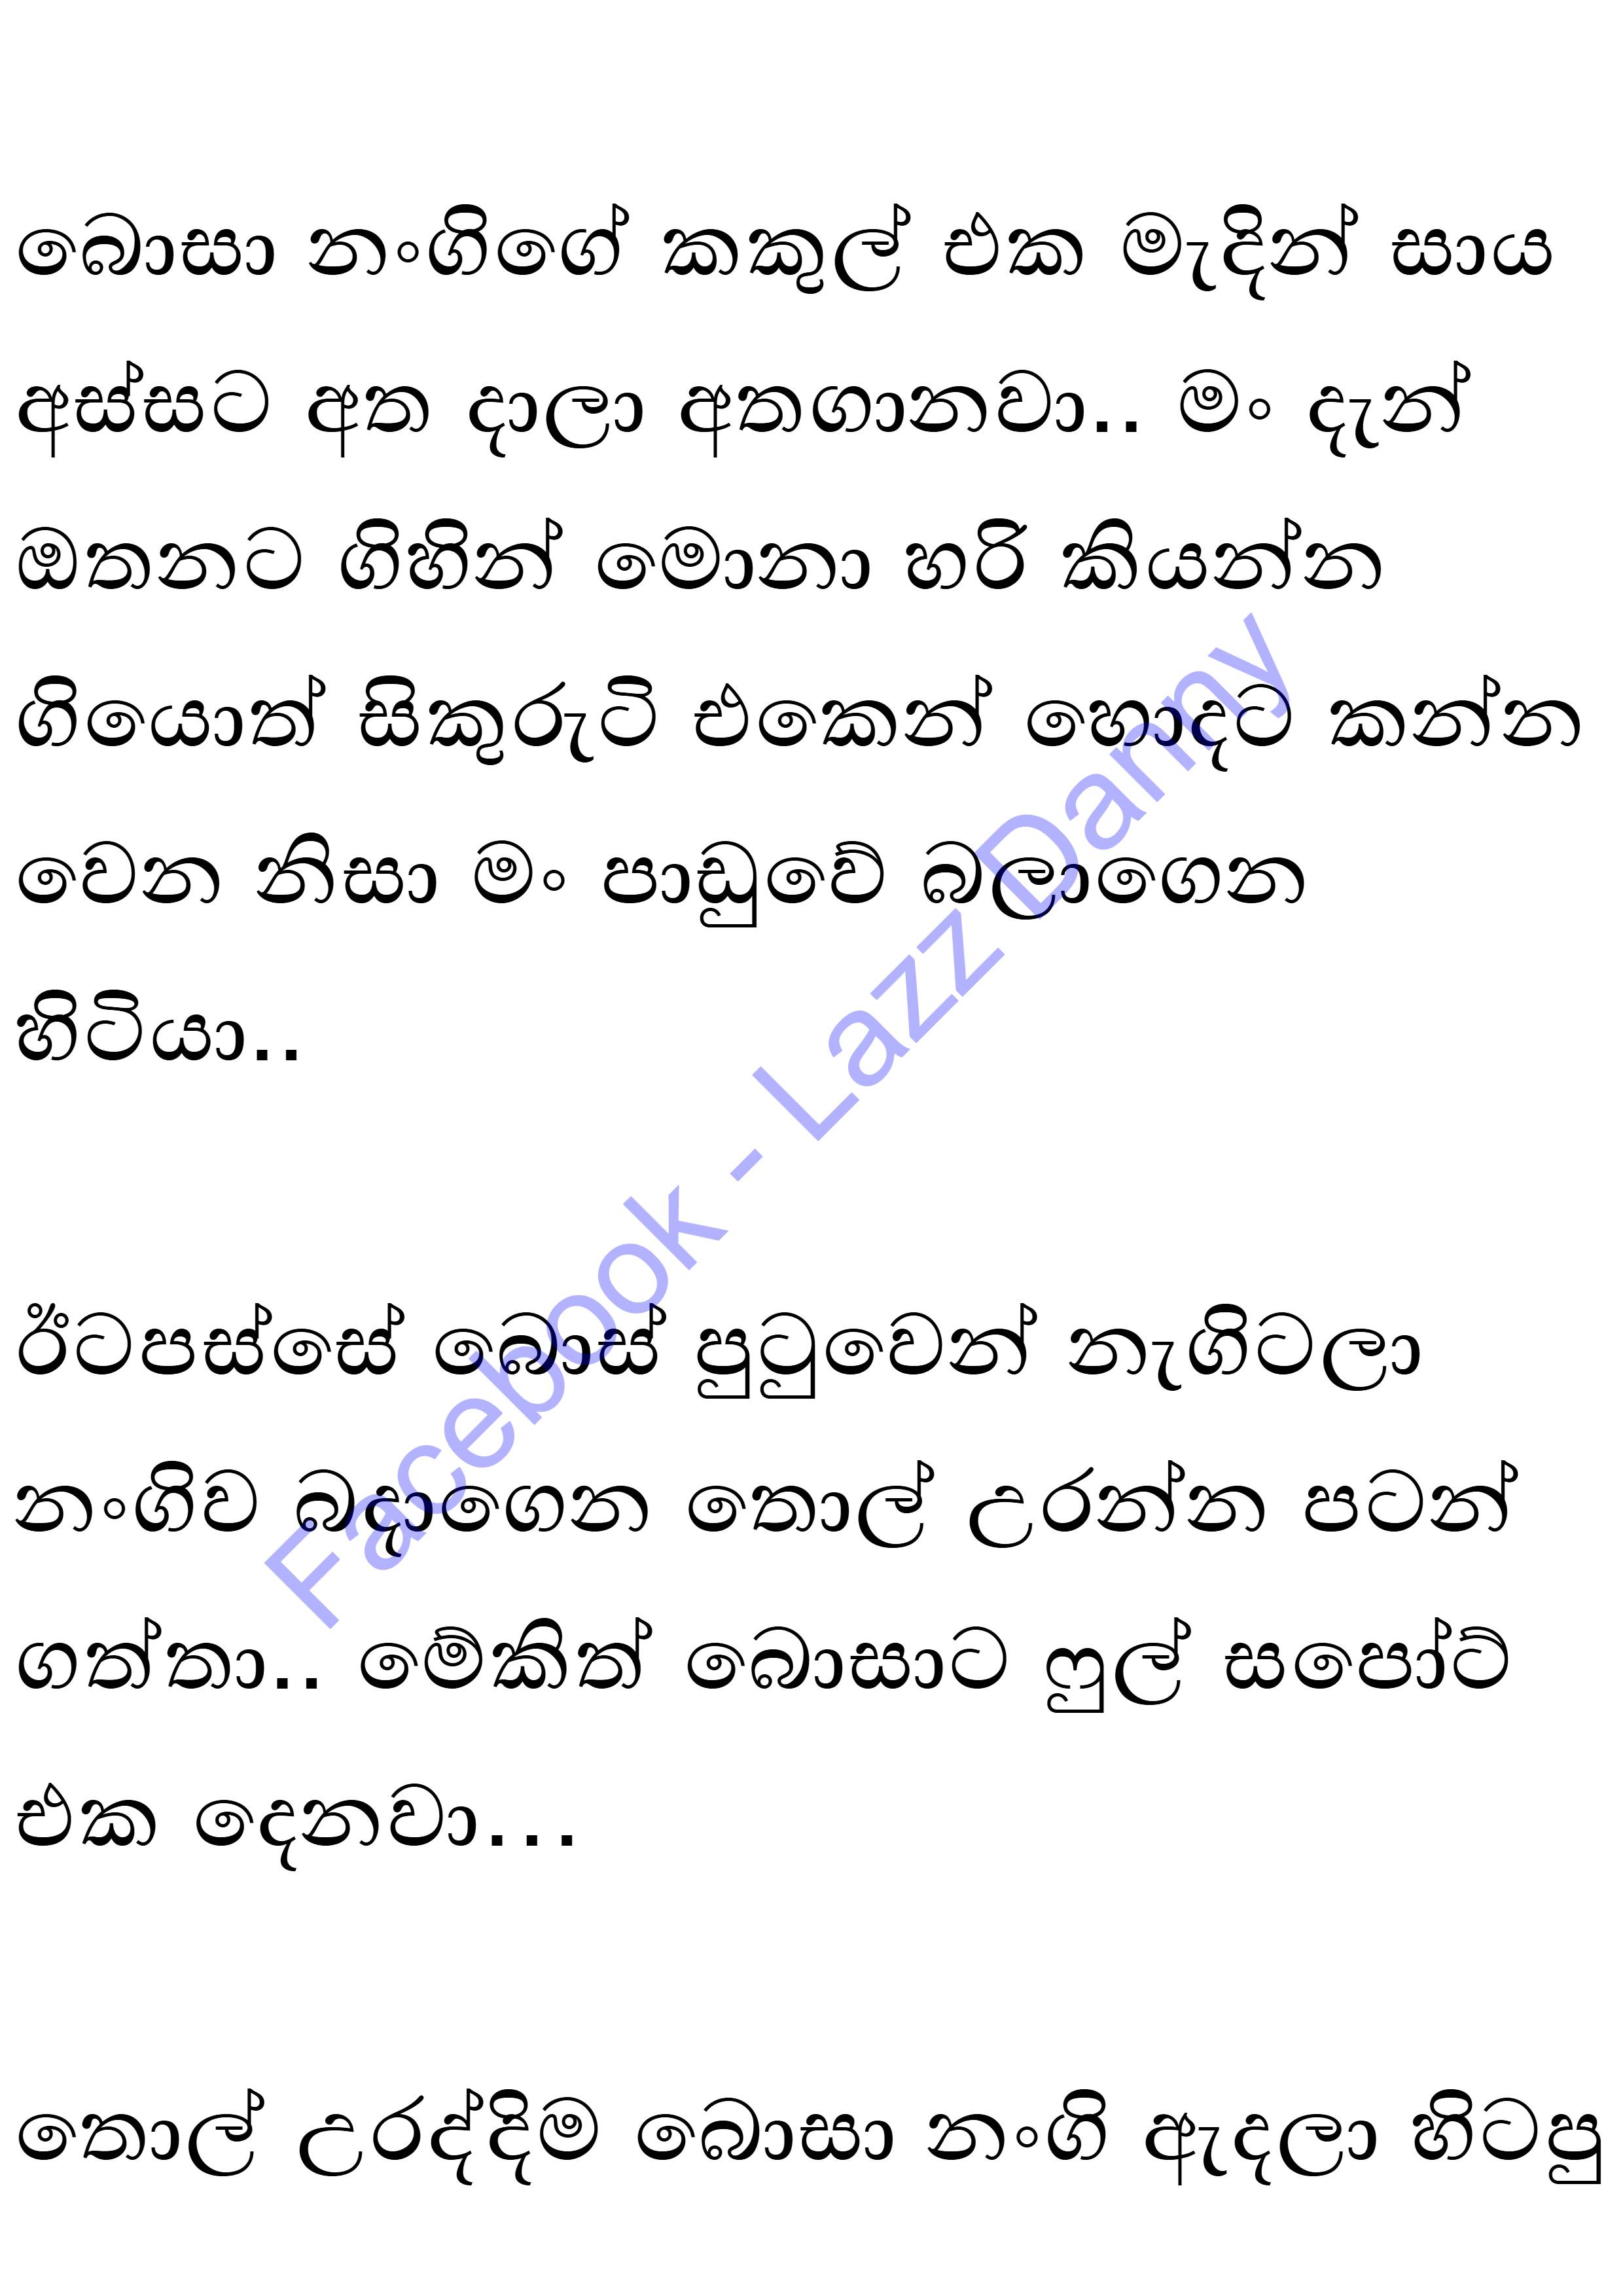 බොසා නංගිගේ කකුල් එක මැදින් සාය
අස්සට අත දාලා අතගානවා.. මං දැන්
ඔතනට ගිහින් මොනා හරි කියන්න
ගියොත් සිකුරුටි එකෙන් හොදට කන්න
වෙන නිසා මං පාඩුවේ බලාගෙන
හිටියා..
ඊටපස්සේ බොස් පුටුවෙන් නැගිටලා
නංගිව බදාගෙන තොල් උරන්න පටන්
ගත්තා.. මේකිත් බොසාට ෆුල් සපෝට්
එක දෙනවා...
තොල් උරද්දිම බොසා නංගි ඇදලා හිටපු
Facebook - Lazz Danny